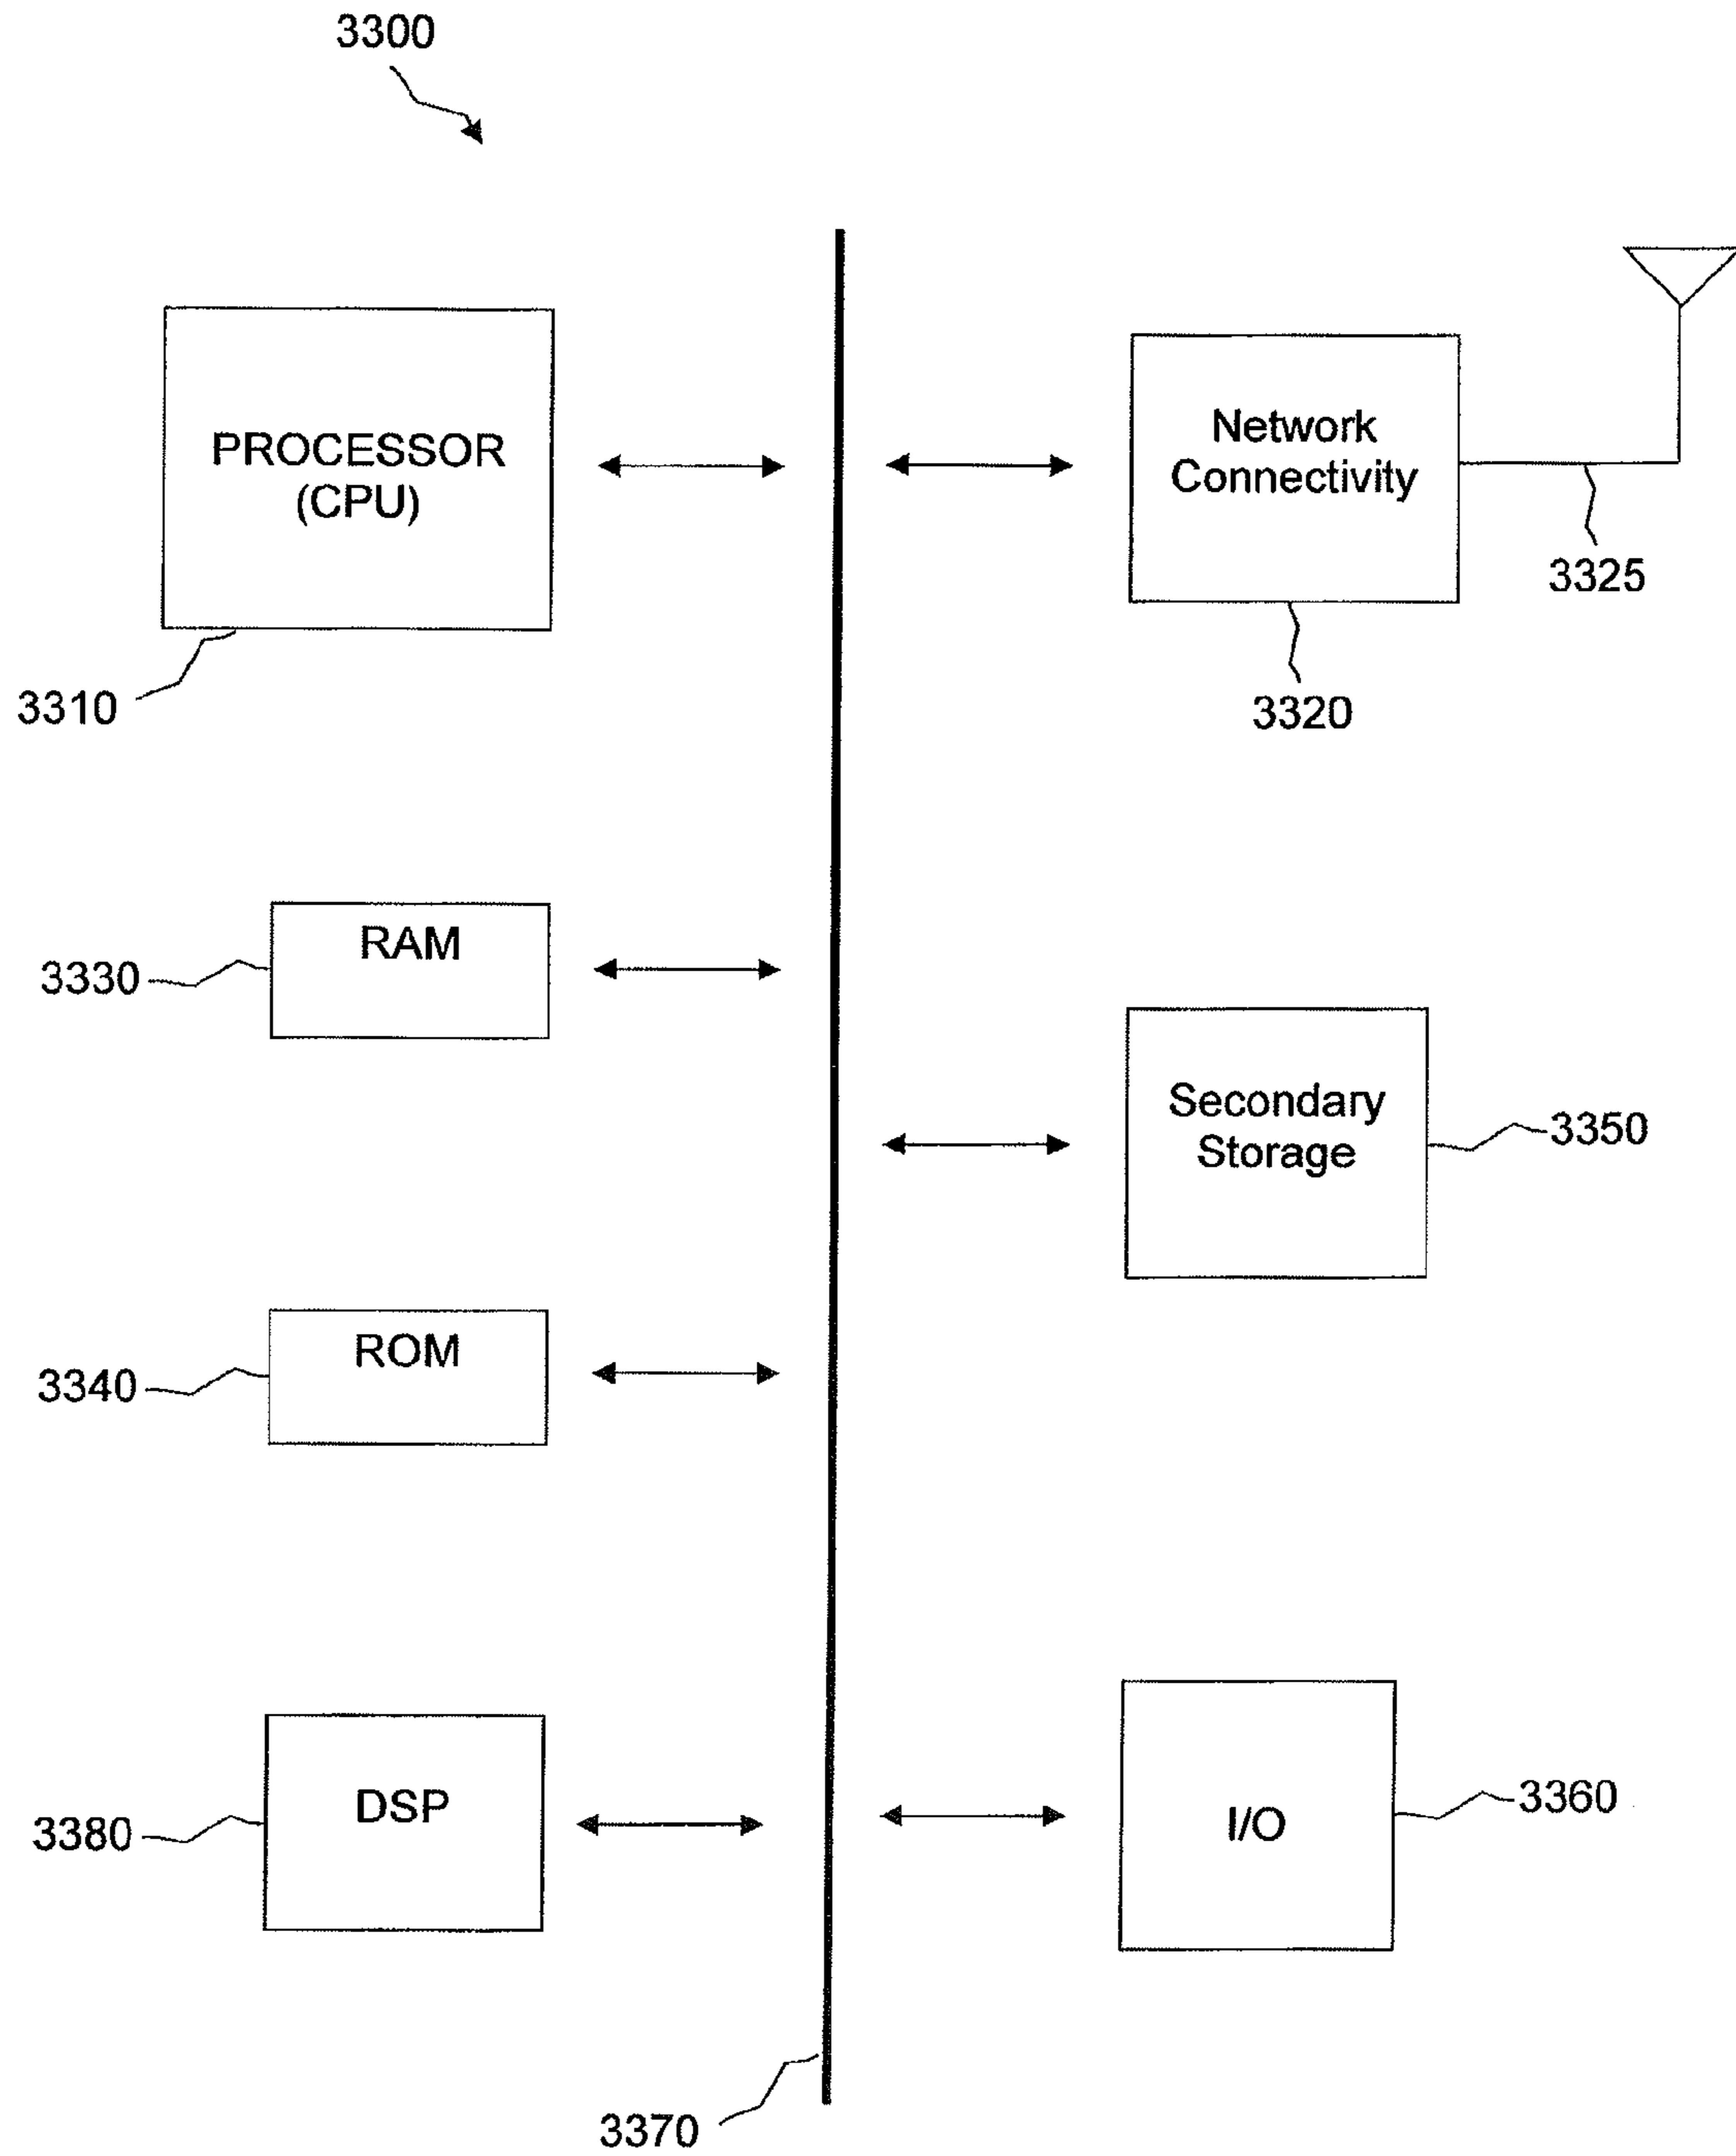 3300
PROCESSOR
(CPU)
3310
Network
Connectivity
3325
3320
RAM
3330
Secondary
Storage
3350
ROM
3340
DSP
3380
I/O
3360
3370